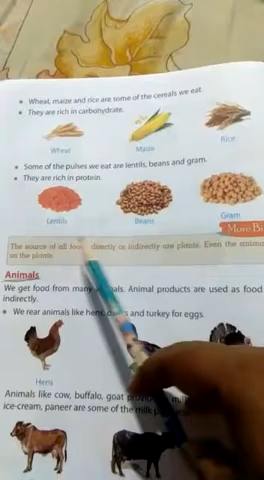 • Wheat, maize and rice are some of the cereals we eat.
• They are rich in carbohydrate.
Wheat
Maize
Rice
• Some of the pulses we eat are lentils, beans and gram.
• They are rich in protein.
Lentils
Beans
Gram
More Bi
The source of all food directly or indirectly are plants. Even the
on the plants.
Animals
We get food from many animals. Animal products are used as food
indirectly.
• We rear animals like hens, and turkey for eggs.
Hens
Animals like cow, buffalo, goat
ice-cream, paneer are some of the milk